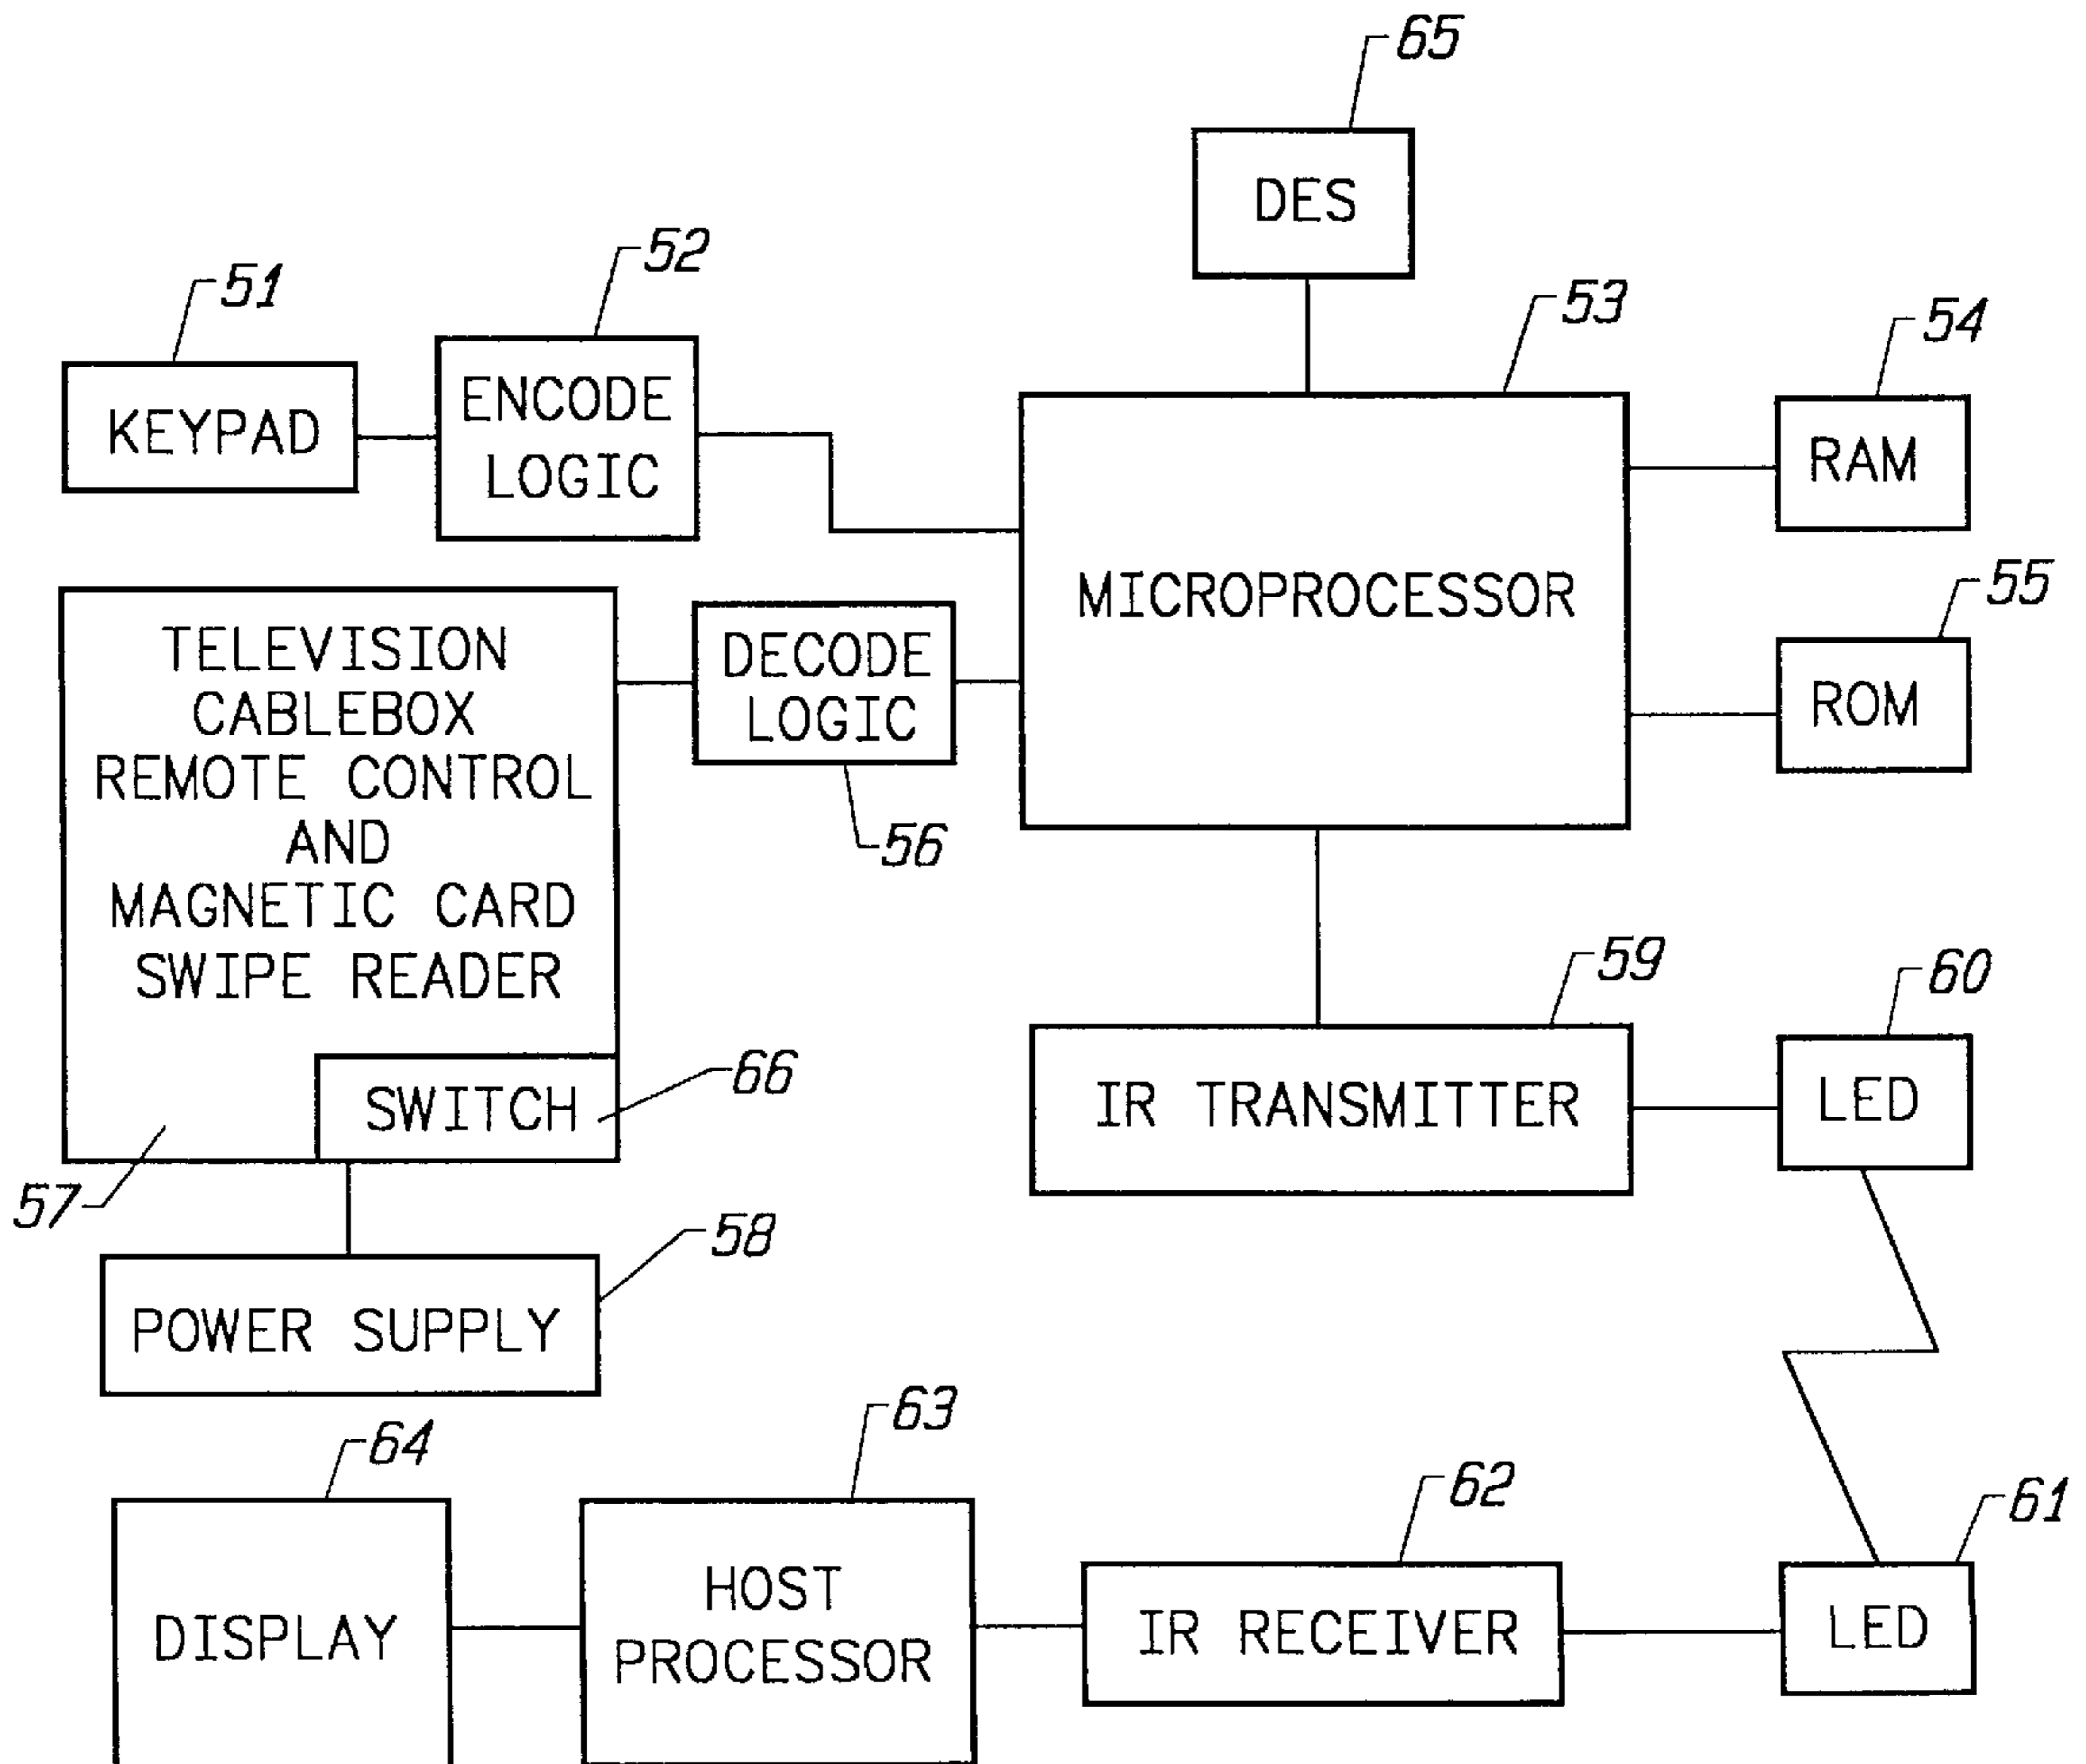 65
DES
52
51
53
54
KEYPAD
ENCODE
LOGIC
RAM
MICROPROCESSOR
55
ROM
TELEVISION
CABLEBOX
REMOTE CONTROL
AND
MAGNETIC CARD
SWIPE READER
DECODE
LOGIC
56
SWITCH
66
57
59
60
IR TRANSMITTER
LED
58
POWER SUPPLY
64
63
62
61
DISPLAY
HOST
PROCESSOR
IR RECEIVER
LED